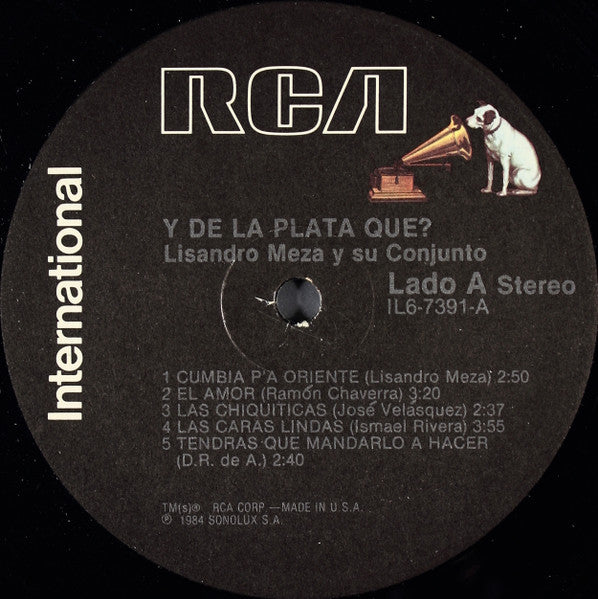 RCA
International
Y DE LA PLATA QUE?
Lisandro Meza y su Conjunto
Lado A Stereo
IL6-7391-A
1 CUMBIA P'A ORIENTE (Lisandro Meza) 2:50
2 EL AMOR (Ramón Chaverra) 3:20
3 LAS CHIQUITICAS (José Velásquez) 2:37
4 LAS CARAS LINDAS (Ismael Rivera) 3:55
5 TENDRAS QUE MANDARLO A HACER
(D.R. de A.) 2:40
TM(s)® RCA CORP.—MADE IN U.S.A.
℗ 1984 SONOLUX S.A.